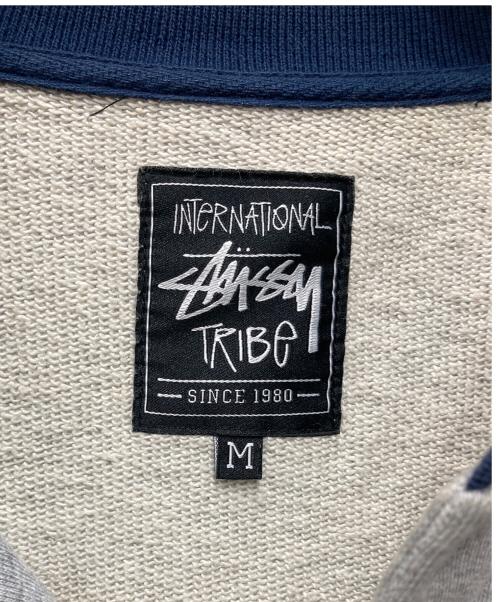 INTERNATIONAL
STÜSSY
TRIBE
SINCE 1980
M